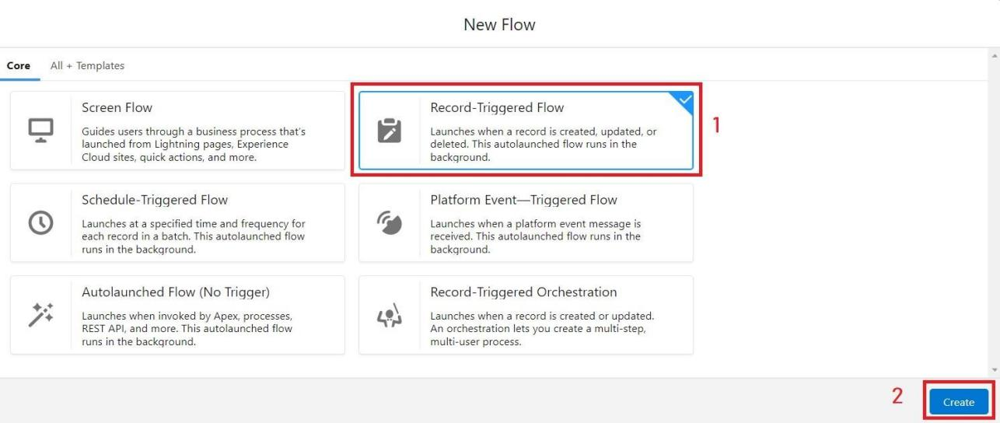 New Flow
Core
All + Templates
Screen Flow
Guides users through a business process that's
launched from Lightning pages, Experience
Cloud sites, quick actions, and more.
Record-Triggered Flow
Launches when a record is created, updated, or
deleted. This autolaunched flow runs in the
background.
1
Schedule-Triggered Flow
Launches at a specified time and frequency for
each record in a batch. This autolaunched flow
runs in the background.
Platform Event—Triggered Flow
Launches when a platform event message is
received. This autolaunched flow runs in the
background.
Autolaunched Flow (No Trigger)
Launches when invoked by Apex, processes,
REST API, and more. This autolaunched flow
runs in the background.
Record-Triggered Orchestration
Launches when a record is created or updated.
An orchestration lets you create a multi-step,
multi-user process.
2
Create